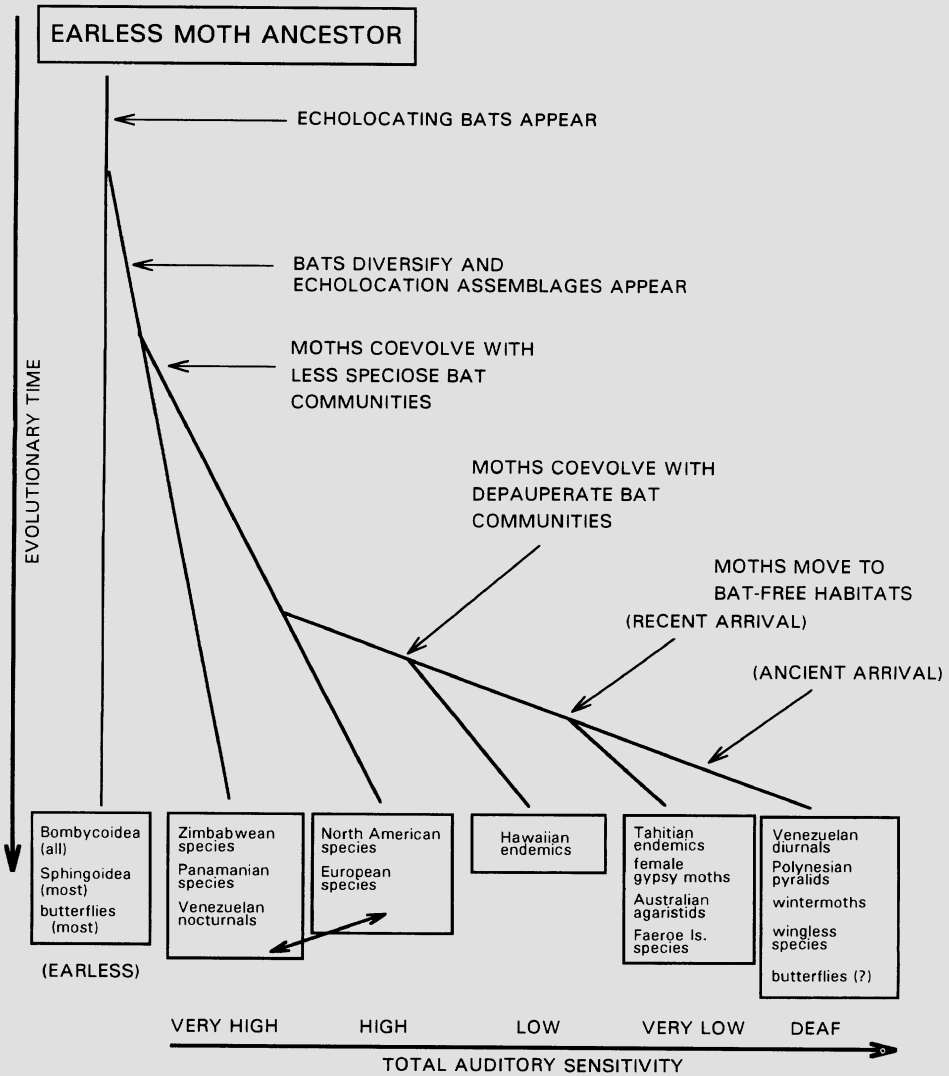 EARLESS MOTH ANCESTOR
ECHOLOCATING BATS APPEAR
BATS DIVERSIFY AND
ECHOLOCATION ASSEMBLAGES APPEAR
MOTHS COEVOLVE WITH
LESS SPECIOSE BAT
COMMUNITIES
EVOLUTIONARY TIME
MOTHS COEVOLVE WITH
DEPAUPERATE BAT
COMMUNITIES
MOTHS MOVE TO
BAT-FREE HABITATS
(RECENT ARRIVAL)
(ANCIENT ARRIVAL)
Bombycoidea
(all)
Sphingoidea
(most)
butterflies
(most)
(EARLESS)
Zimbabwean
species
Panamanian
species
Venezuelan
nocturnals
North American
species
European
species
Hawaiian
endemics
Tahitian
endemics
female
gypsy moths
Australian
agaristids
Faeroe Is.
species
Venezuelan
diurnals
Polynesian
pyralids
wintermoths
wingless
species
butterflies (?)
VERY HIGH
HIGH
LOW
VERY LOW
DEAF
TOTAL AUDITORY SENSITIVITY